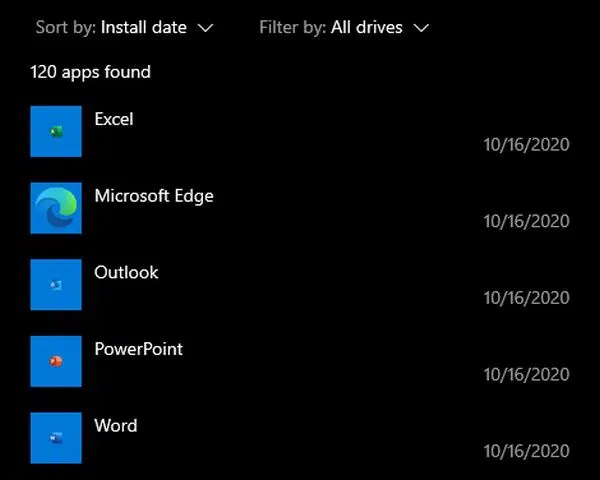 Sort by: Install date Filter by: All drives
120 apps found
Excel
10/16/2020
Microsoft Edge
10/16/2020
Outlook
10/16/2020
PowerPoint
10/16/2020
Word
10/16/2020